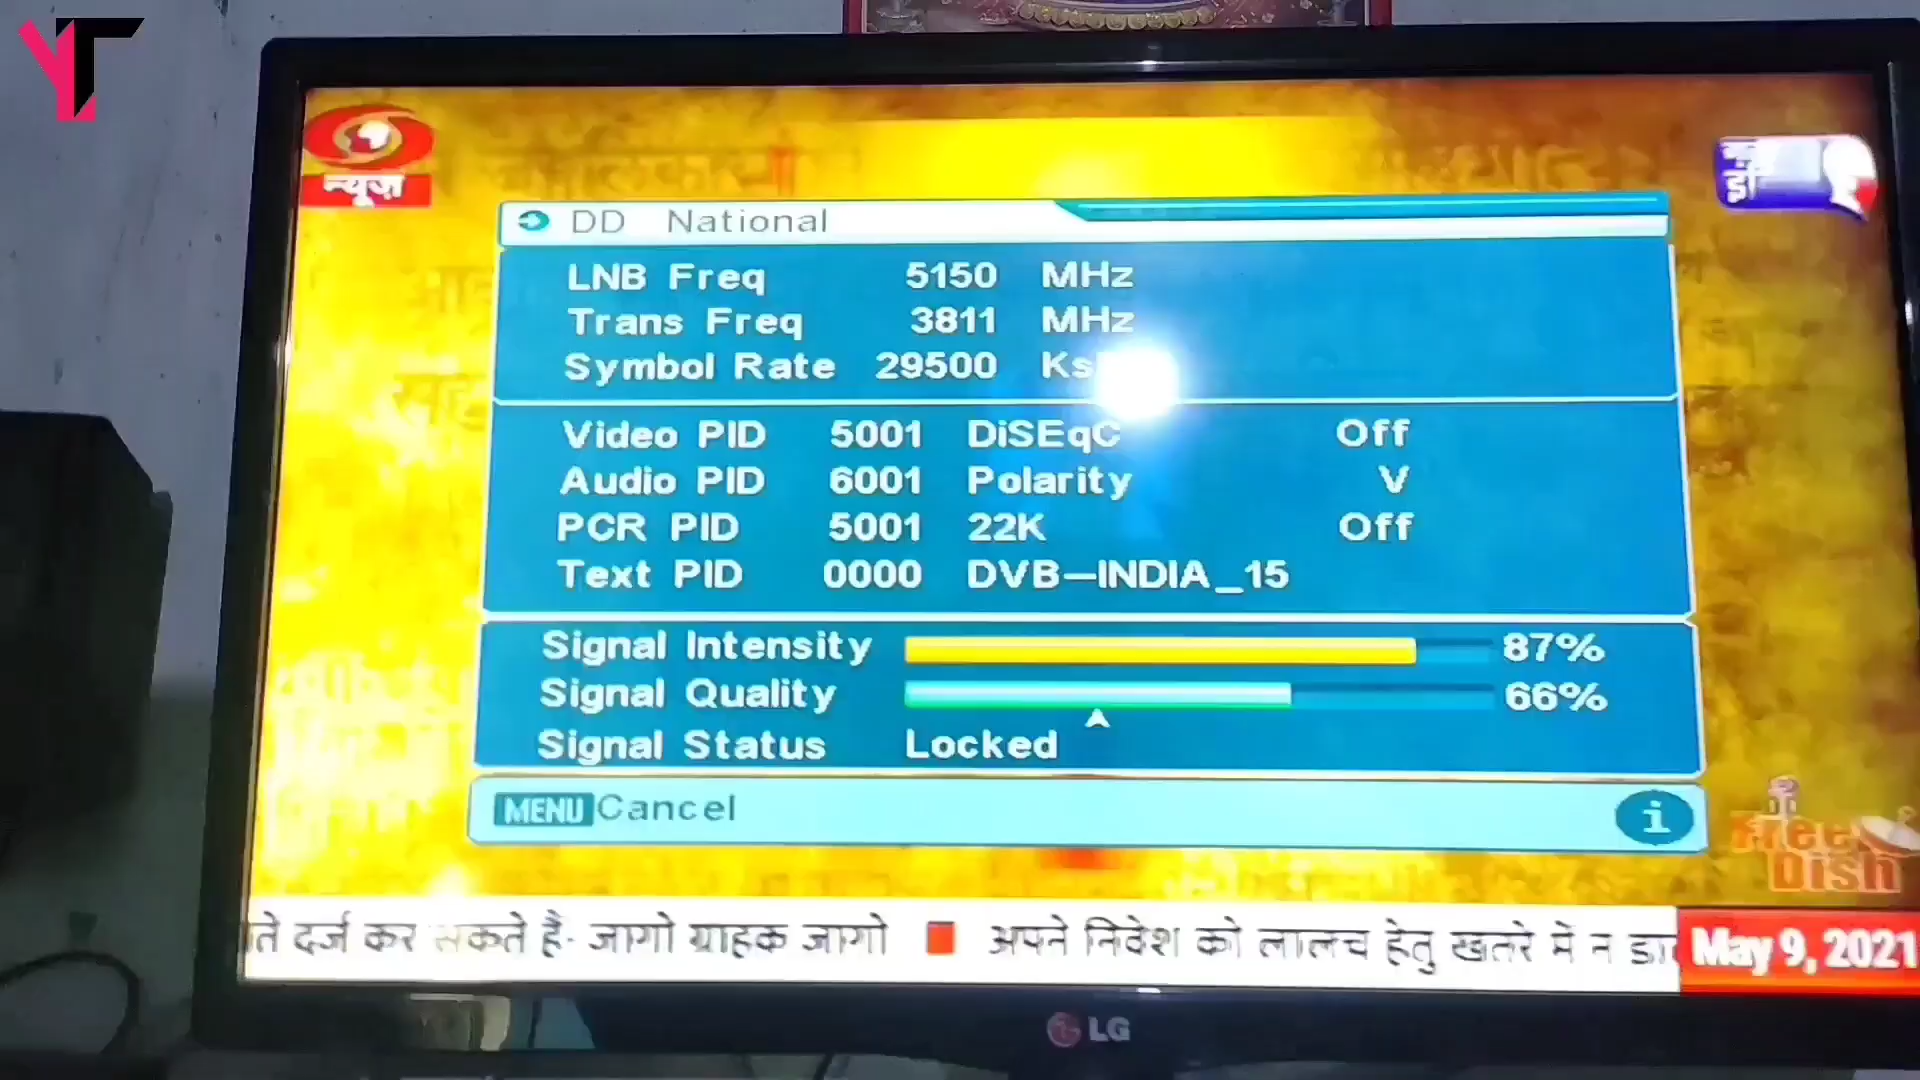 न्यूज़
DD National
LNB Freq 5150 MHz
Trans Freq 3811 MHz
Symbol Rate 29500
Video PID 5001 DiSEqC Off
Audio PID 6001 Polarity V
PCR PID 5001 22K Off
Text PID 0000 DVB-INDIA_15
Signal Intensity 87%
Signal Quality 66%
Signal Status Locked
MENU Cancel
i
Free
Dish
दर्ज कर सकते हैं- जागो ग्राहक जागो अपने निवेश को लालच हेतु खतरे में न May 9, 2021
LG